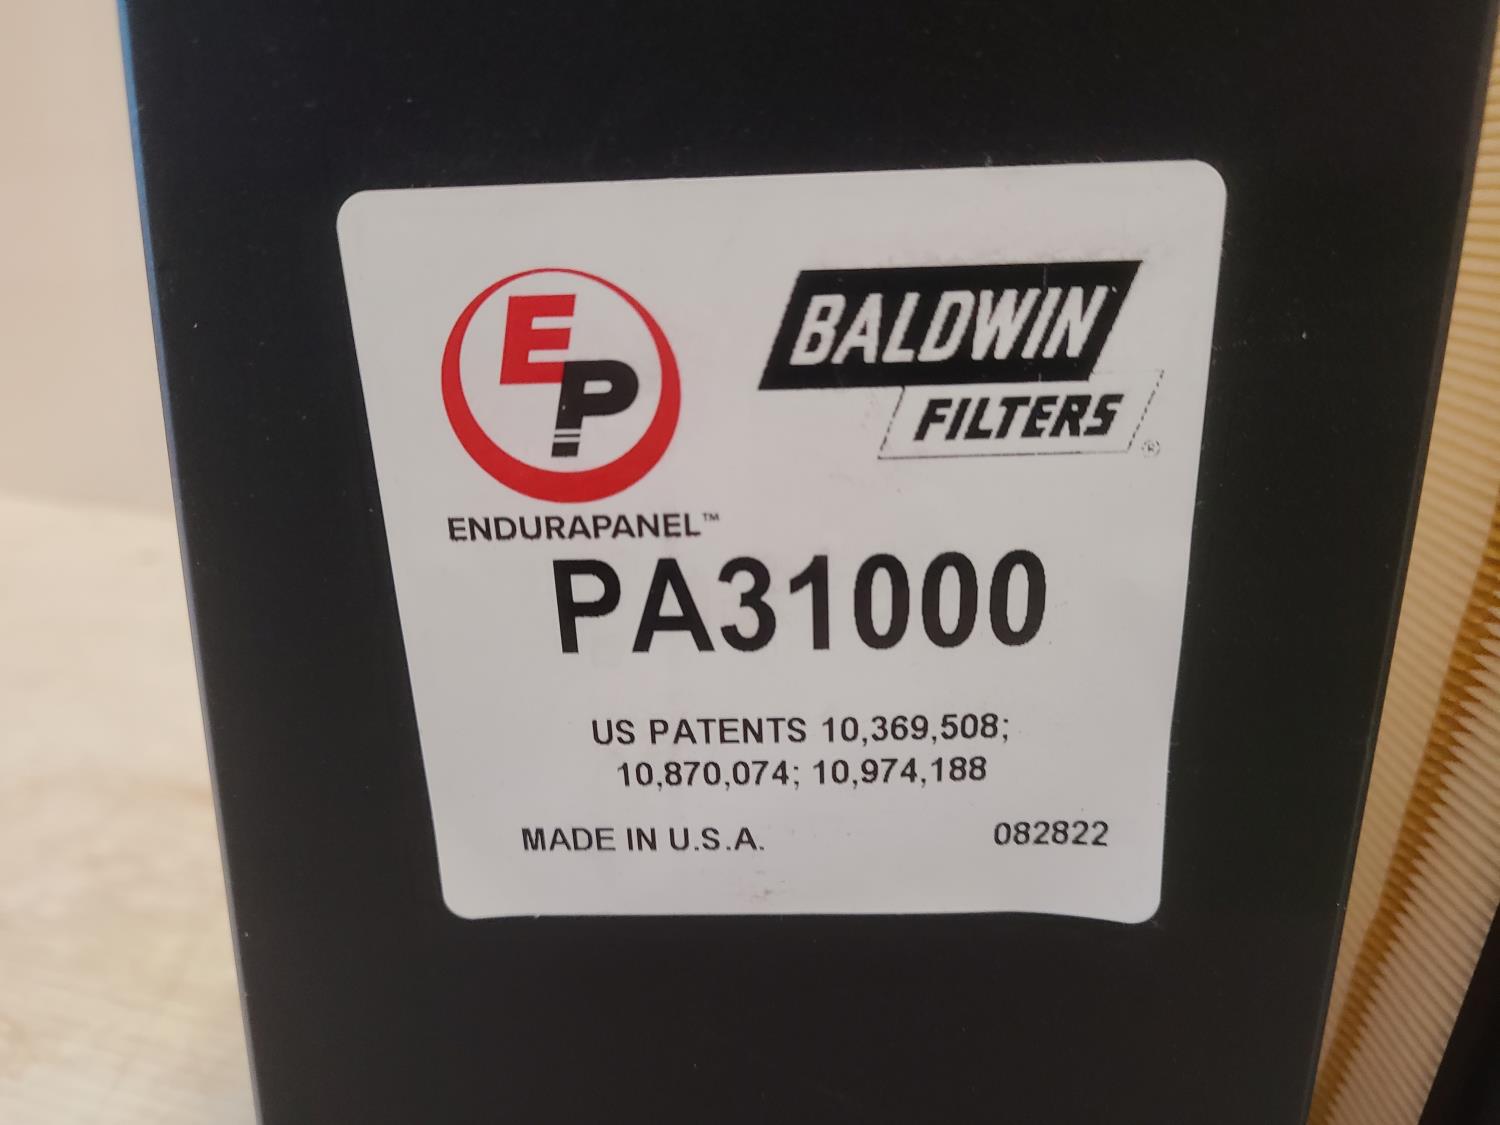 EP
BALDWIN
FILTERS
®
ENDURAPANEL™
PA31000
US PATENTS 10,369,508;
10,870,074; 10,974,188
MADE IN U.S.A.
082822